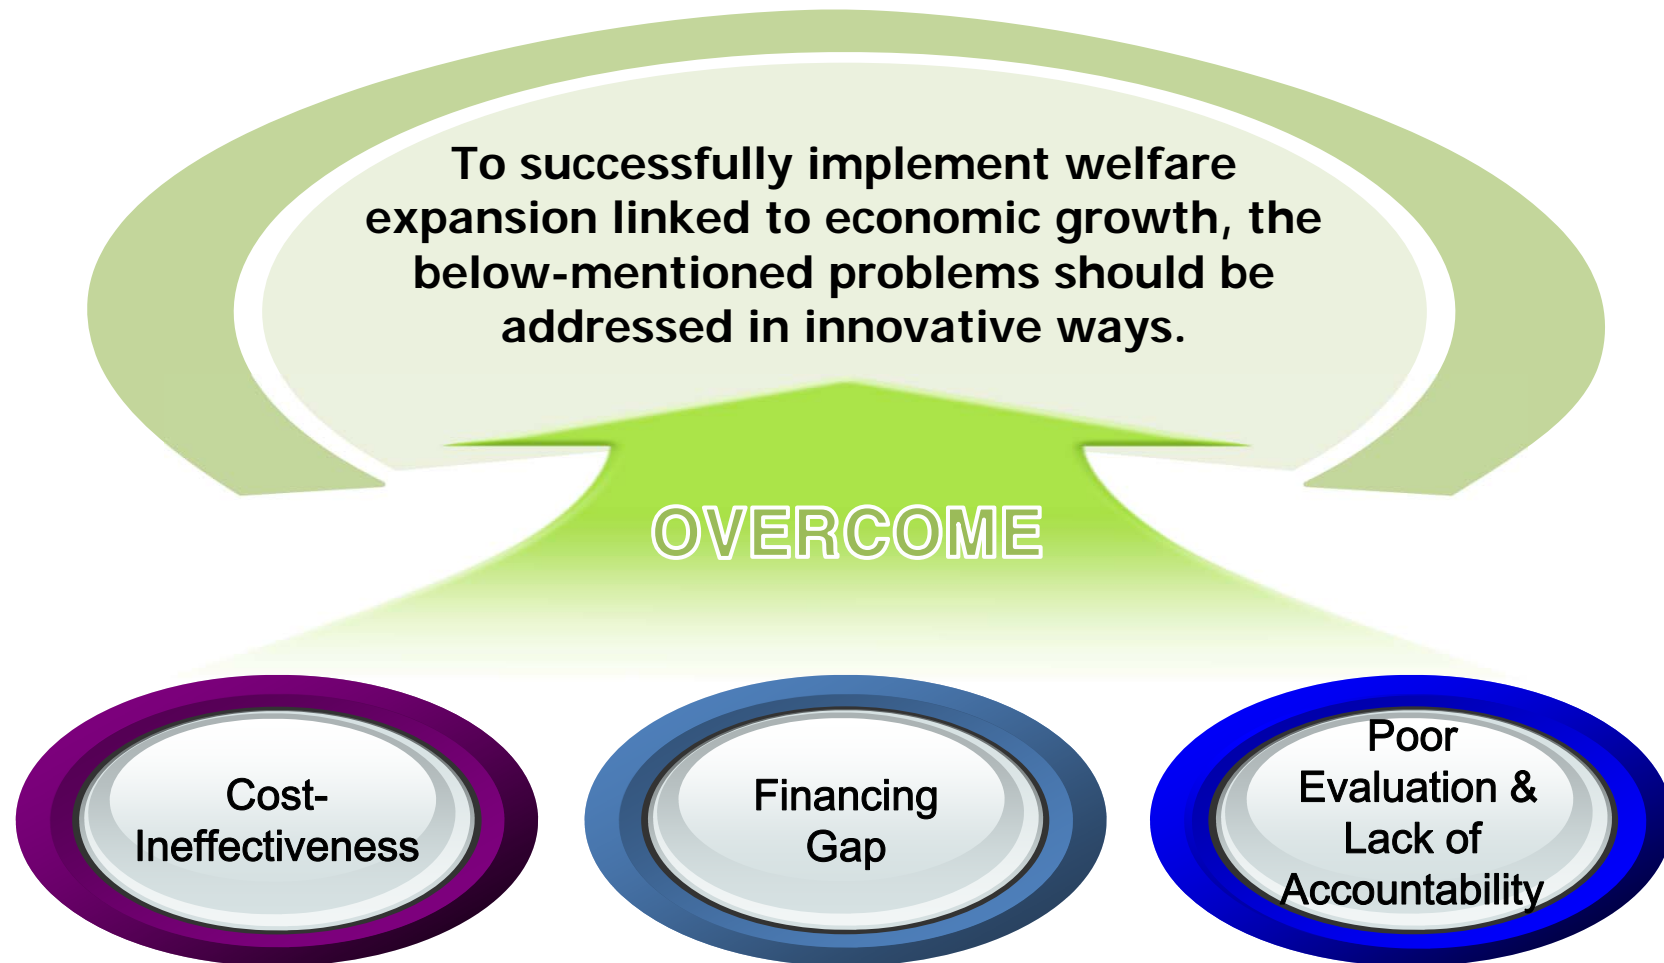 To successfully implement welfare
expansion linked to economic growth, the
below-mentioned problems should be
addressed in innovative ways.
OVERCOME
Cost-
Ineffectiveness
Financing
Gap
Poor
Evaluation &
Lack of
Accountability